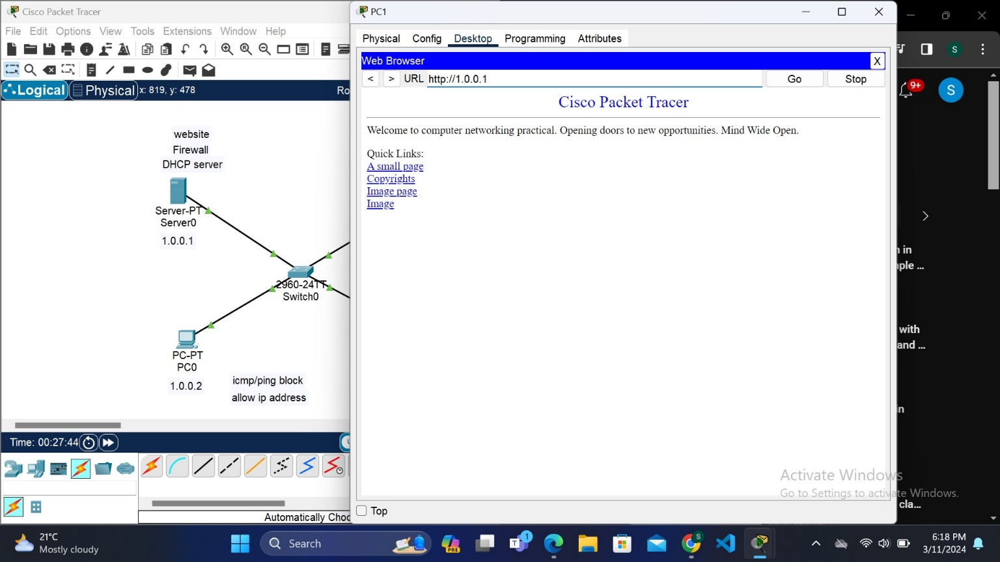 Cisco Packet Tracer
File Edit Options View Tools Extensions Window Help
Logical Physical x: 819, y: 478 Ro
website
Firewall
DHCP server
Server-PT
Server0
1.0.0.1
2960-24TT
Switch0
PC-PT
PC0
1.0.0.2
icmp/ping block
allow ip address
Time: 00:27:44
Automatically Choo
PC1
Physical Config Desktop Programming Attributes
Web Browser X
< > URL http://1.0.0.1 Go Stop
Cisco Packet Tracer
Welcome to computer networking practical. Opening doors to new opportunities. Mind Wide Open.
Quick Links:
A small page
Copyrights
Image page
Image
Top
S
9+ S
in
ple ...
with
and ...
in
cla...
Activate Windows
Go to Settings to activate Windows.
21°C
Mostly cloudy
Search
PRE
T 1
S
6:18 PM
3/11/2024